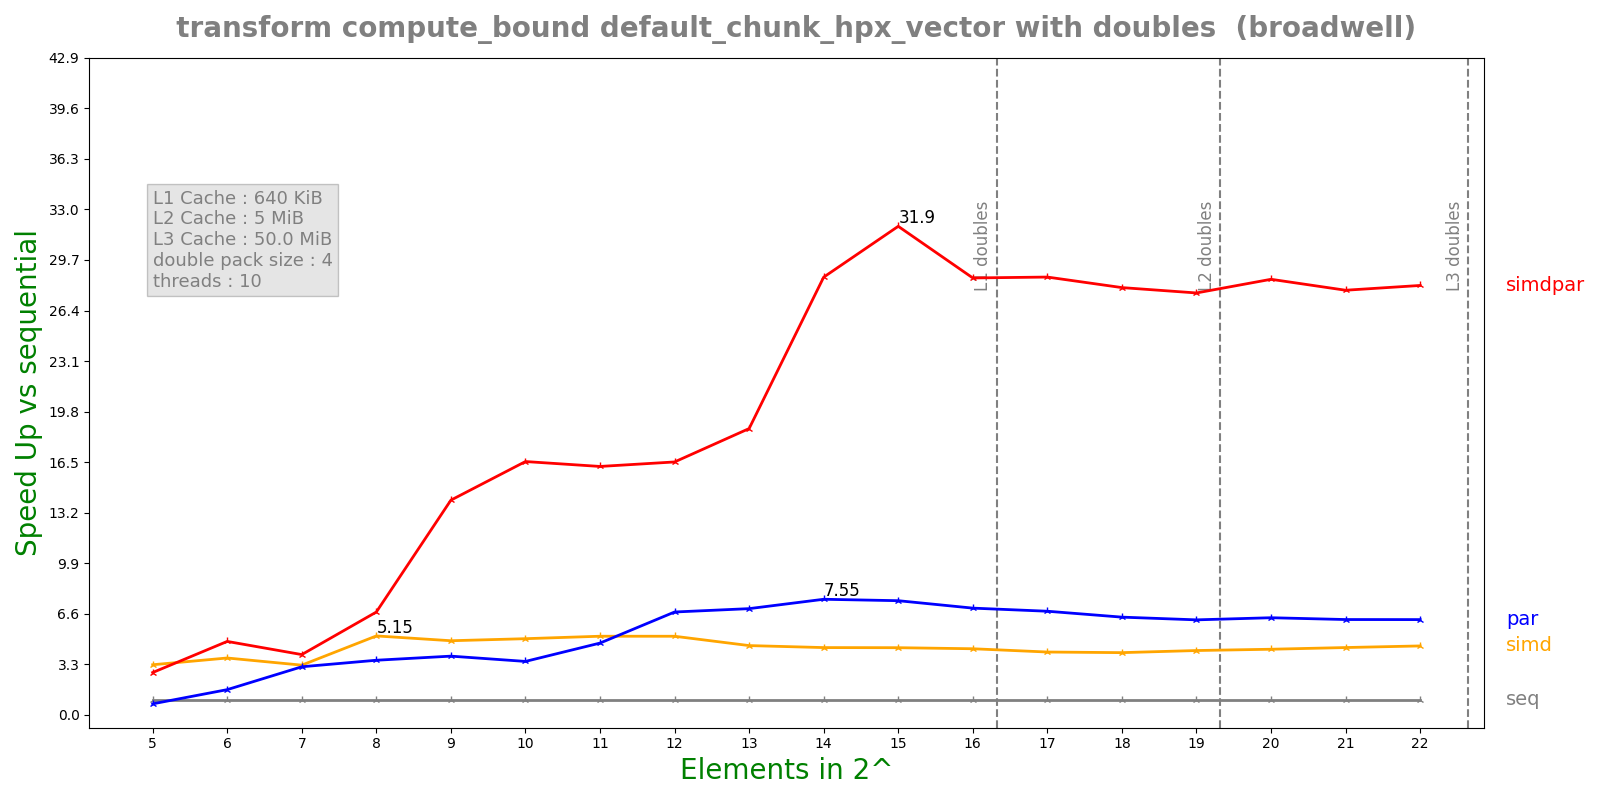 transform compute_bound default_chunk_hpx_vector with doubles  (broadwell)
Speed Up vs sequential
42.9
39.6
36.3
33.0
29.7
26.4
23.1
19.8
16.5
13.2
9.9
6.6
3.3
0.0
L1 Cache : 640 KiB
L2 Cache : 5 MiB
L3 Cache : 50.0 MiB
double pack size : 4
threads : 10
5.15
7.55
31.9
L1 doubles
L2 doubles
L3 doubles
simdpar
par
simd
seq
5 6 7 8 9 10 11 12 13 14 15 16 17 18 19 20 21 22
Elements in 2^